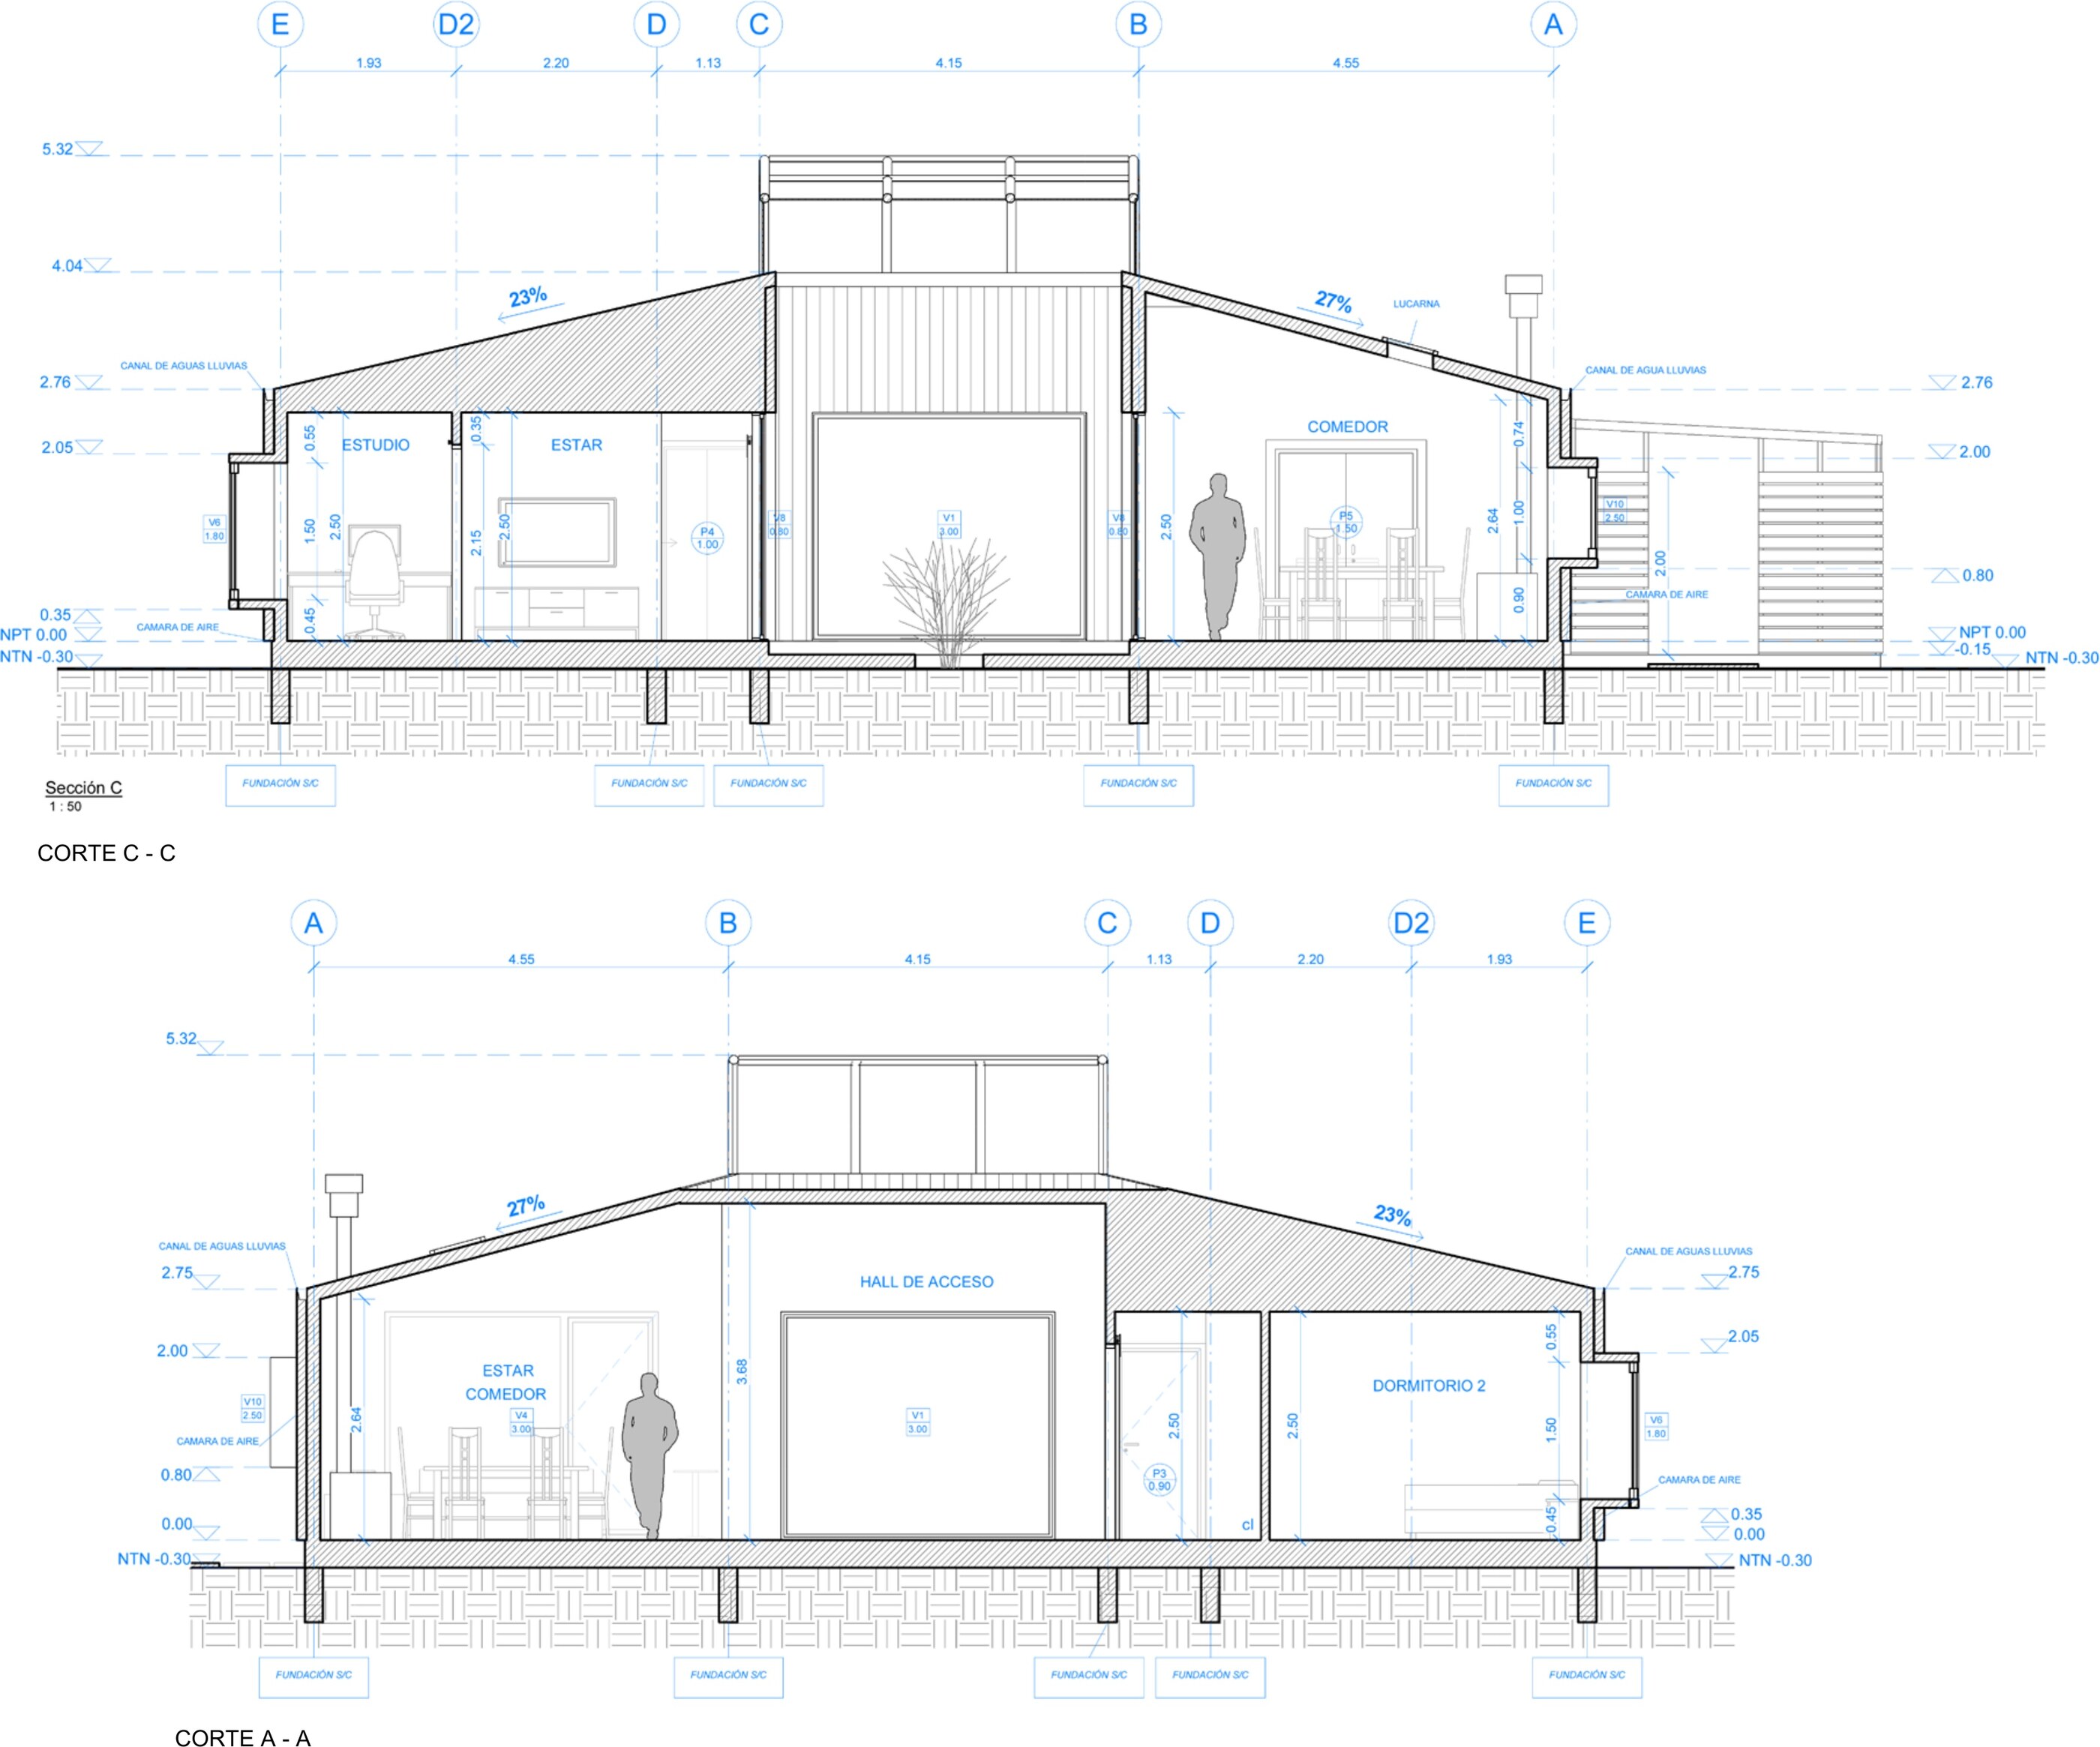 E D2 D C B A
1.93 2.20 1.13 4.15 4.55
5.32
4.04
23% 27% LUCARNA
CANAL DE AGUAS LLUVIAS CANAL DE AGUA LLUVIAS
2.76 2.76
2.05 0.55 ESTUDIO 0.35 ESTAR COMEDOR 0.74 2.00
V6 1.50 2.50 2.15 2.50 P4 V8 V1 V8 2.50 P5 2.64 1.00 V10
1.80 1.00 0.80 3.00 0.80 1.50 2.50
2.00 0.80
0.35 0.45 0.90 CAMARA DE AIRE
CAMARA DE AIRE
NPT 0.00 NPT 0.00
-0.15
NTN -0.30 NTN -0.30
FUNDACIÓN S/C FUNDACIÓN S/C FUNDACIÓN S/C FUNDACIÓN S/C FUNDACIÓN S/C
Sección C
1 : 50
CORTE C - C
A B C D D2 E
4.55 4.15 1.13 2.20 1.93
5.32
27% 23%
CANAL DE AGUAS LLUVIAS CANAL DE AGUAS LLUVIAS
2.75 HALL DE ACCESO 2.75
2.00 0.55 2.05
ESTAR 3.68
COMEDOR DORMITORIO 2
V10 2.64 V4 V1 2.50 2.50 1.50 V6
2.50 3.00 3.00 1.80
CAMARA DE AIRE
0.80 P3 CAMARA DE AIRE
0.90
0.00 cl 0.45 0.35
0.00
NTN -0.30 NTN -0.30
FUNDACIÓN S/C FUNDACIÓN S/C FUNDACIÓN S/C FUNDACIÓN S/C FUNDACIÓN S/C
CORTE A - A